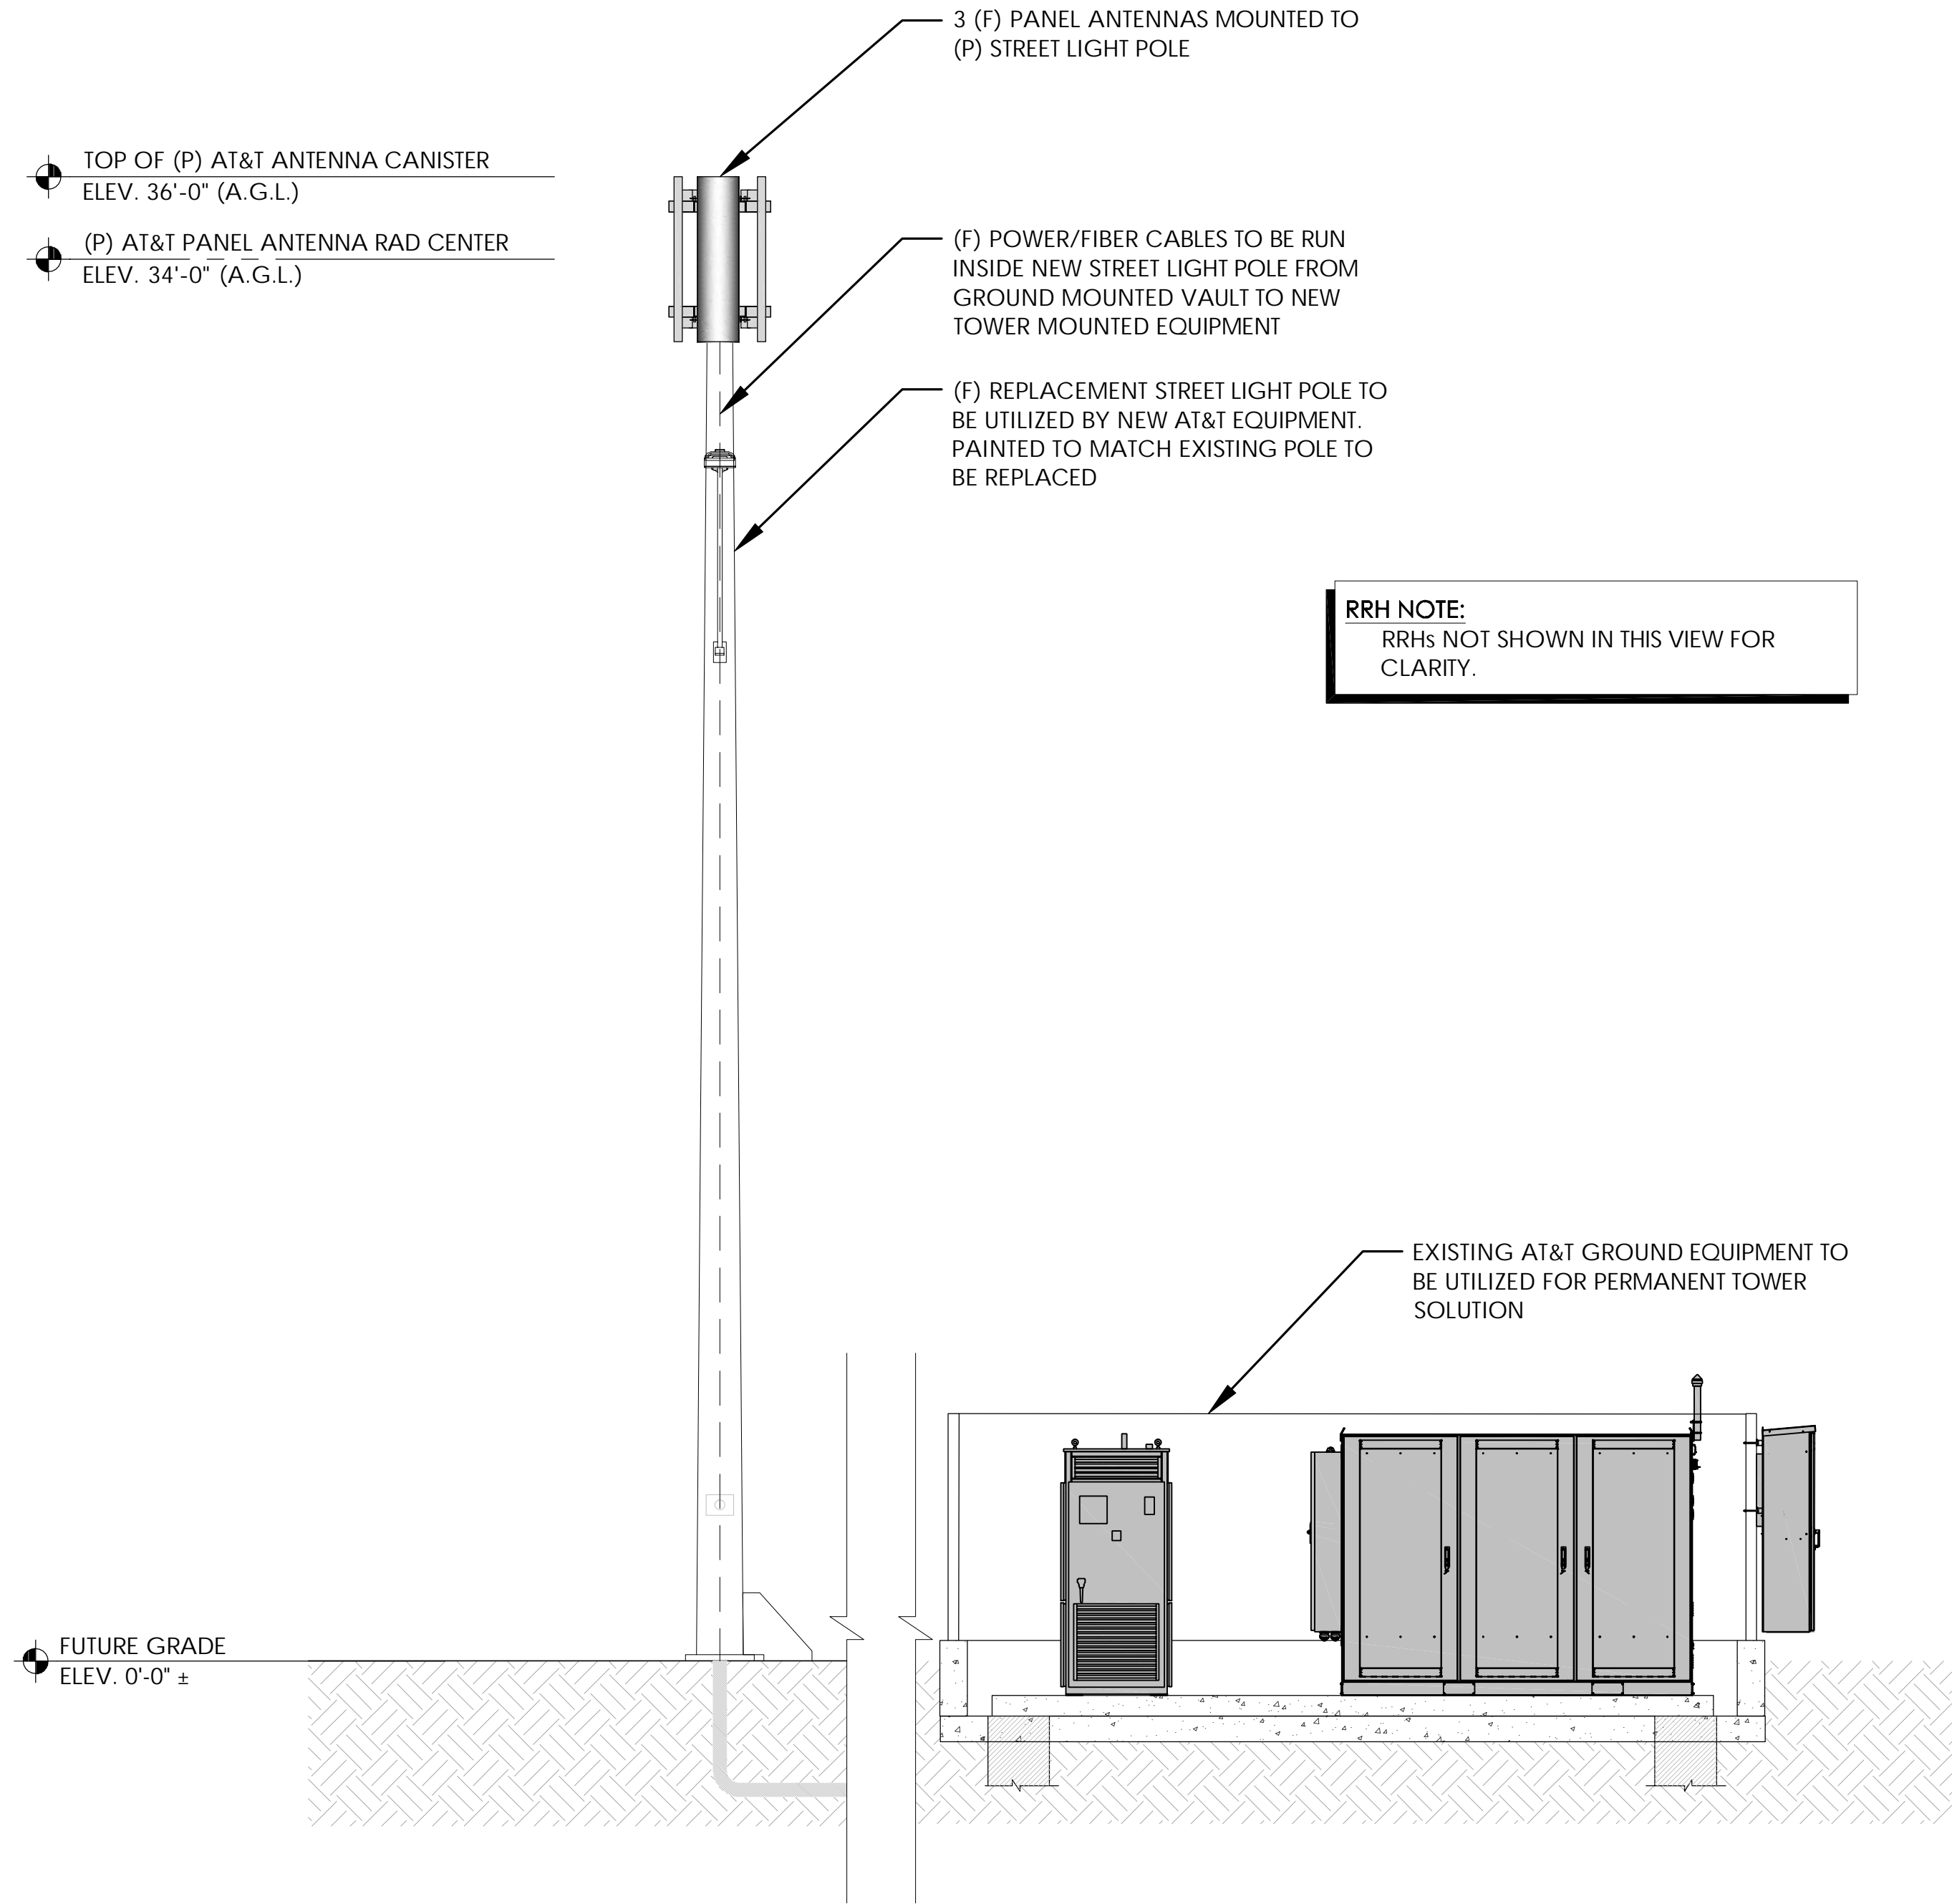 3 (F) PANEL ANTENNAS MOUNTED TO
(P) STREET LIGHT POLE
TOP OF (P) AT&T ANTENNA CANISTER
ELEV. 36'-0" (A.G.L.)
(P) AT&T PANEL ANTENNA RAD CENTER
ELEV. 34'-0" (A.G.L.)
(F) POWER/FIBER CABLES TO BE RUN
INSIDE NEW STREET LIGHT POLE FROM
GROUND MOUNTED VAULT TO NEW
TOWER MOUNTED EQUIPMENT
(F) REPLACEMENT STREET LIGHT POLE TO
BE UTILIZED BY NEW AT&T EQUIPMENT.
PAINTED TO MATCH EXISTING POLE TO
BE REPLACED
RRH NOTE:
RRHs NOT SHOWN IN THIS VIEW FOR
CLARITY.
EXISTING AT&T GROUND EQUIPMENT TO
BE UTILIZED FOR PERMANENT TOWER
SOLUTION
FUTURE GRADE
ELEV. 0'-0" ±